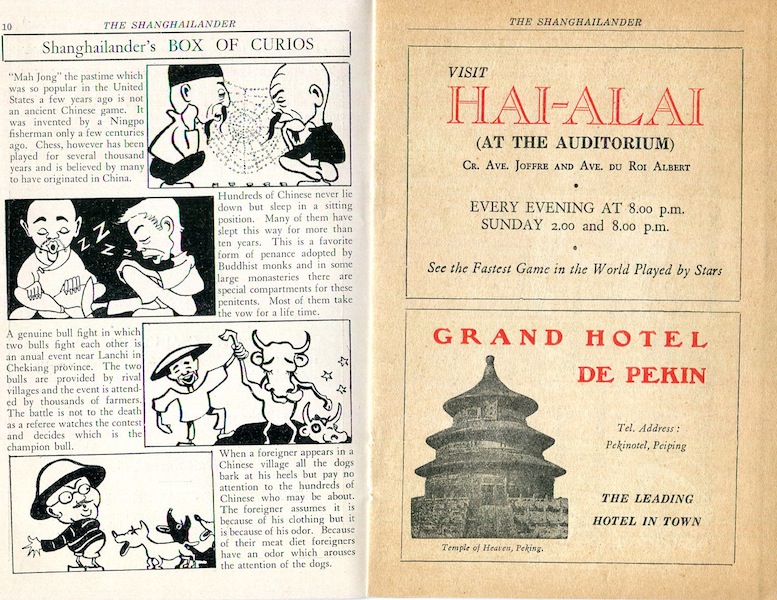 10
THE SHANGHAILANDER
Shanghailander's BOX OF CURIOS
"Mah Jong" the pastime which
was so popular in the United
States a few years ago is not
an ancient Chinese game. It
was invented by a Ningpo
fisherman only a few centuries
ago. Chess, however has been
played for several thousand
years and is believed by many
to have originated in China.
Hundreds of Chinese never lie
down but sleep in a sitting
position. Many of them have
slept this way for more than
ten years. This is a favorite
form of penance adopted by
Buddhist monks and in some
large monasteries there are
special compartments for these
penitents. Most of them take
the vow for a life time.
Z Z Z Z
A genuine bull fight in which
two bulls fight each other is
an anual event near Lanchi in
Chekiang province. The two
bulls are provided by rival
villages and the event is attend-
ed by thousands of farmers.
The battle is not to the death
as a referee watches the contest
and decides which is the
champion bull.
When a foreigner appears in a
Chinese village all the dogs
bark at his heels but pay no
attention to the hundreds of
Chinese who may be about.
The foreigner assumes it is
because of his clothing but it
is because of his odor. Because
of their meat diet foreigners
have an odor which arouses
the attention of the dogs.
THE SHANGHAILANDER
VISIT
HAI-ALAI
(AT THE AUDITORIUM)
CR. AVE. JOFFRE AND AVE. DU ROI ALBERT
EVERY EVENING AT 8.00 p.m.
SUNDAY 2.00 and 8.00 p.m.
See the Fastest Game in the World Played by Stars
GRAND HOTEL
DE PEKIN
Tel. Address :
Pekinotel, Peiping
THE LEADING
HOTEL IN TOWN
Temple of Heaven, Peking.